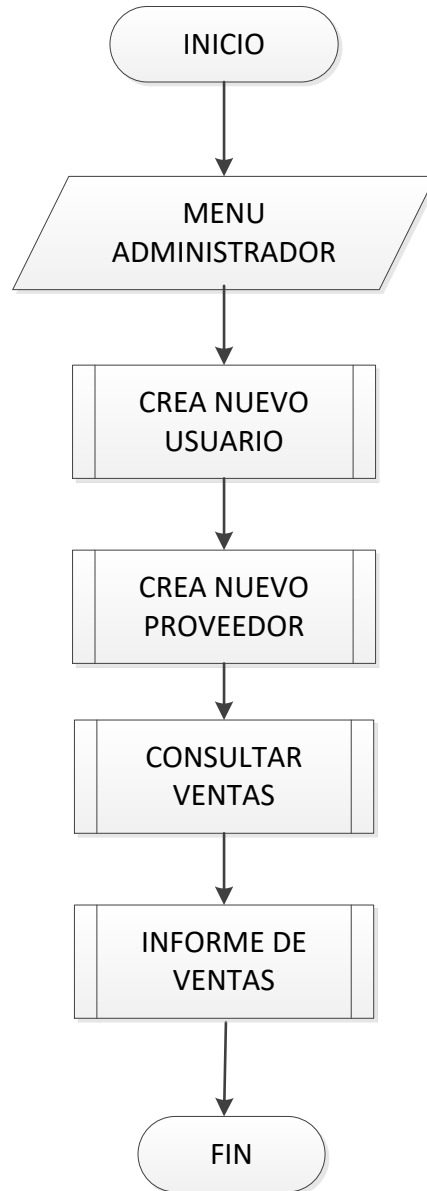 INICIO
MENU
ADMINISTRADOR
CREA NUEVO
USUARIO
CREA NUEVO
PROVEEDOR
CONSULTAR
VENTAS
INFORME DE
VENTAS
FIN